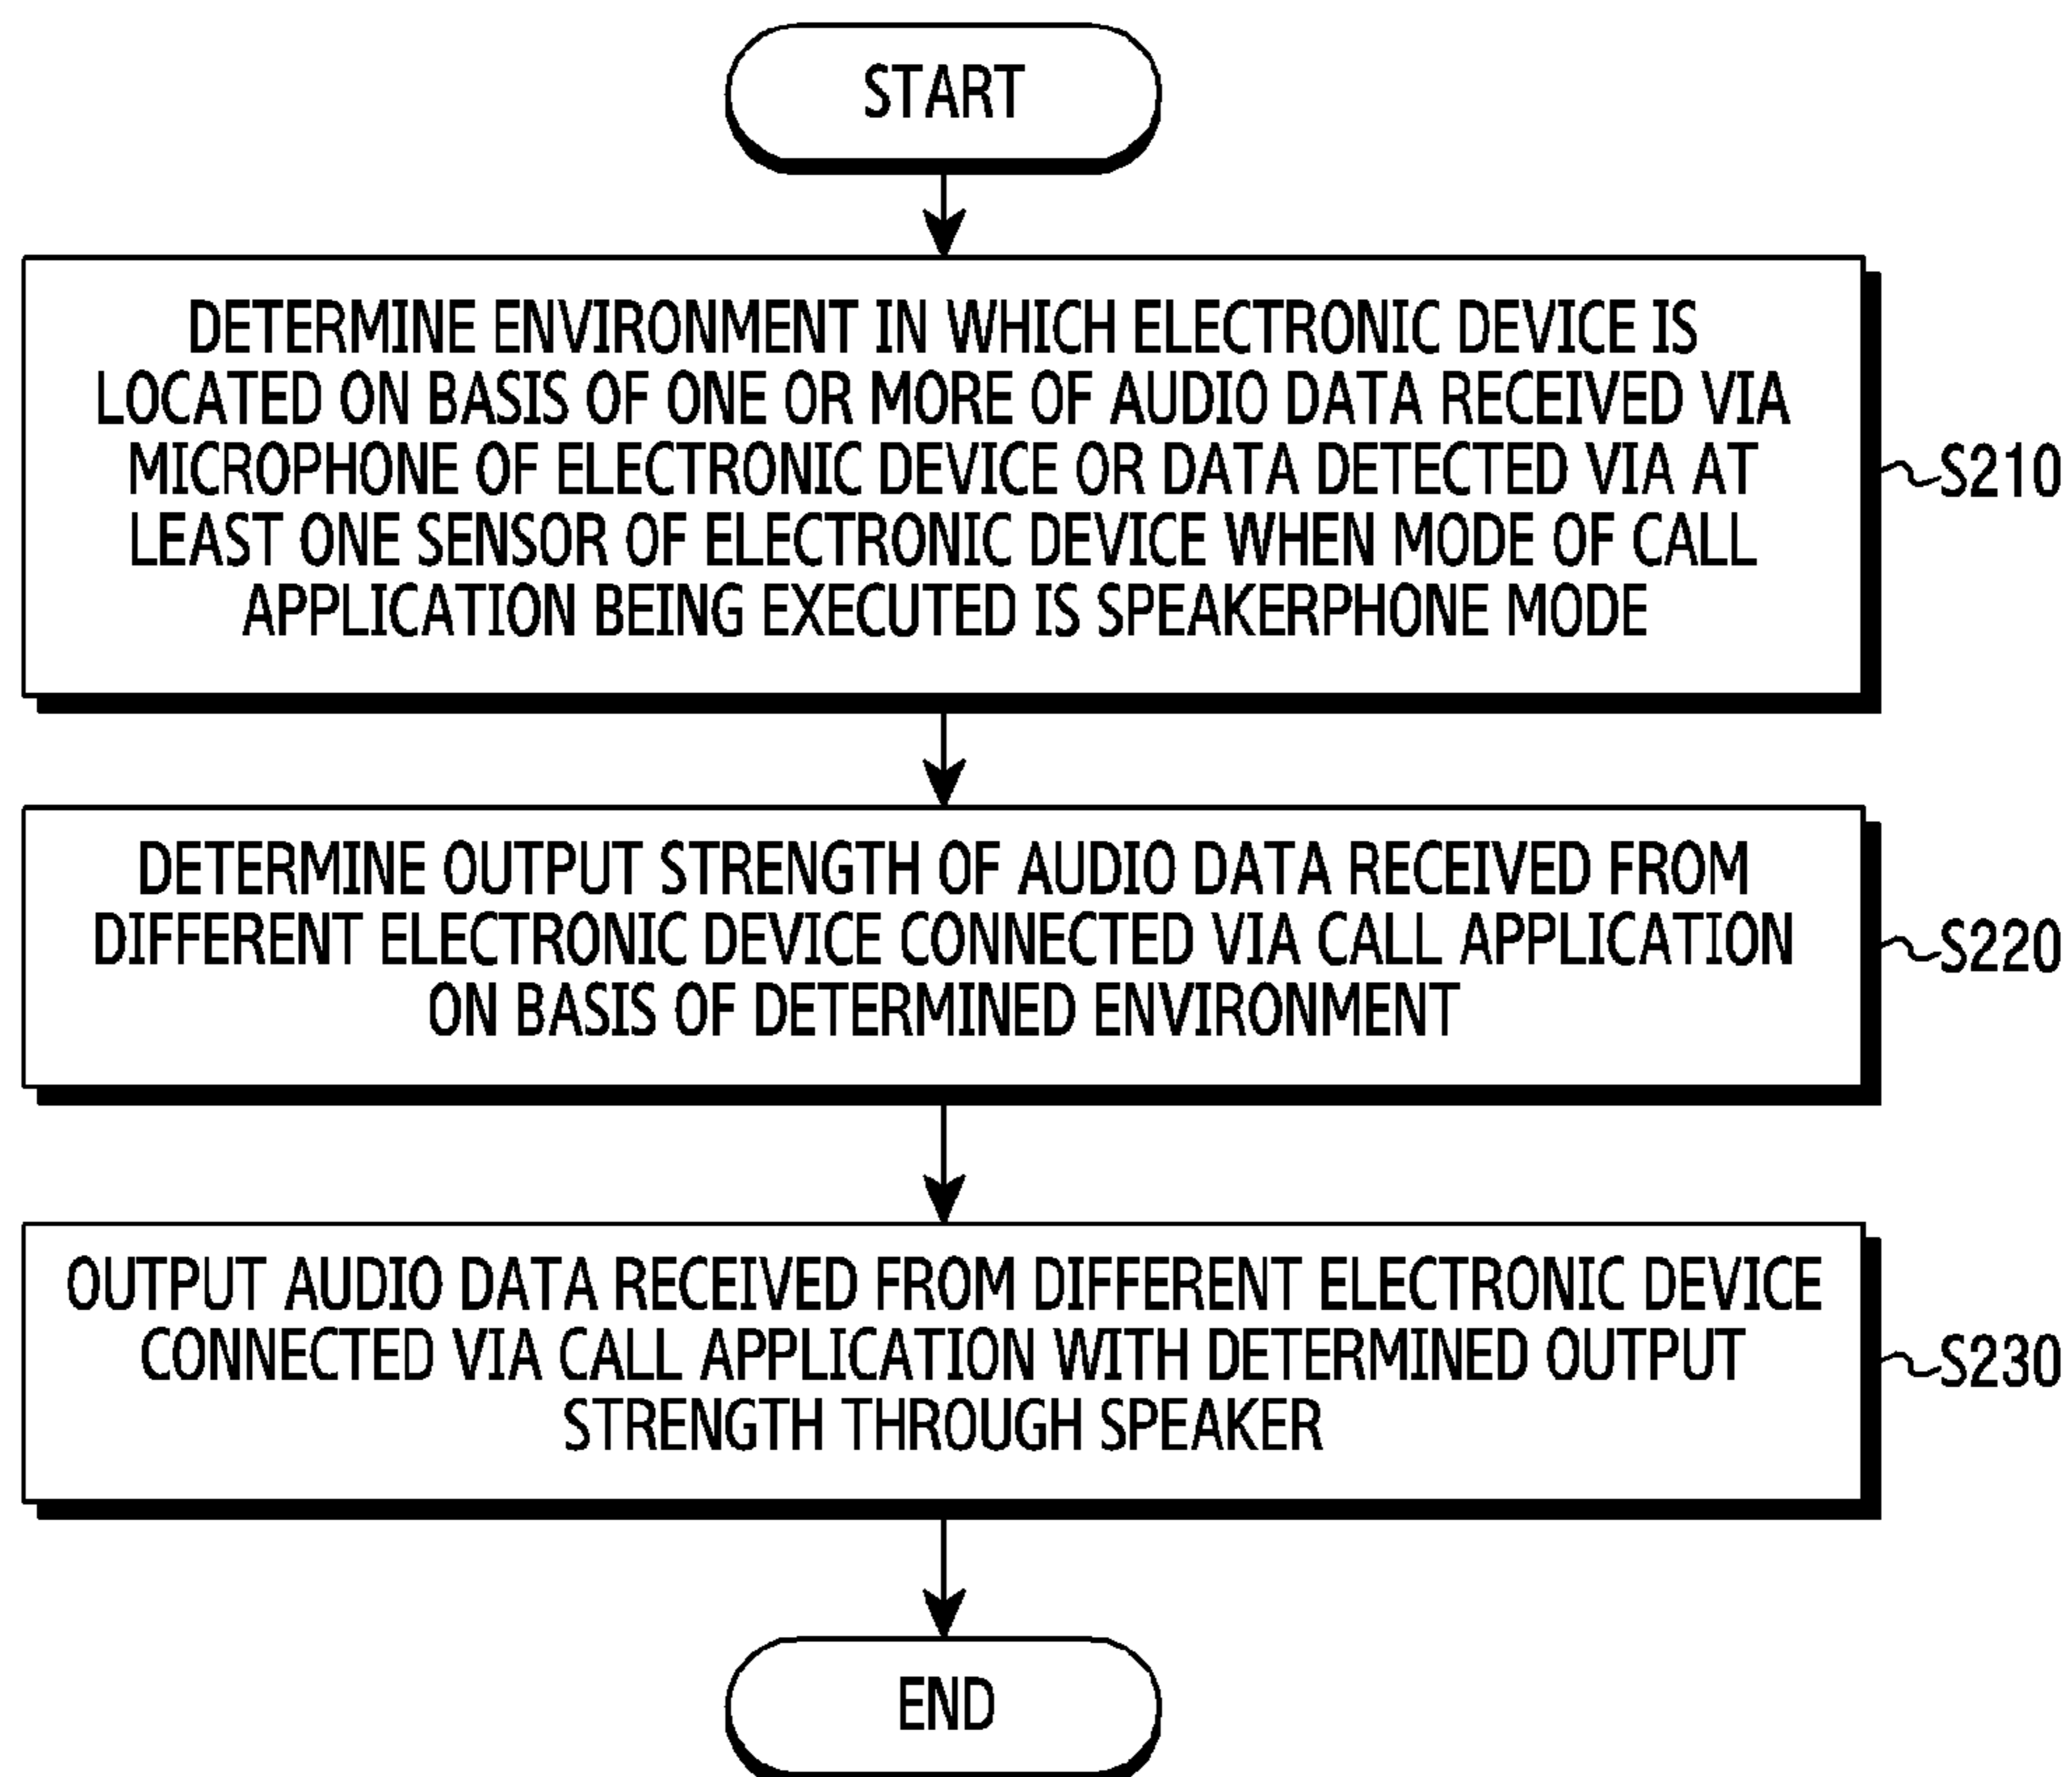 START
DETERMINE ENVIRONMENT IN WHICH ELECTRONIC DEVICE IS
LOCATED ON BASIS OF ONE OR MORE OF AUDIO DATA RECEIVED VIA
MICROPHONE OF ELECTRONIC DEVICE OR DATA DETECTED VIA AT
LEAST ONE SENSOR OF ELECTRONIC DEVICE WHEN MODE OF CALL
APPLICATION BEING EXECUTED IS SPEAKERPHONE MODE
S210
DETERMINE OUTPUT STRENGTH OF AUDIO DATA RECEIVED FROM
DIFFERENT ELECTRONIC DEVICE CONNECTED VIA CALL APPLICATION
ON BASIS OF DETERMINED ENVIRONMENT
S220
OUTPUT AUDIO DATA RECEIVED FROM DIFFERENT ELECTRONIC DEVICE
CONNECTED VIA CALL APPLICATION WITH DETERMINED OUTPUT
STRENGTH THROUGH SPEAKER
S230
END